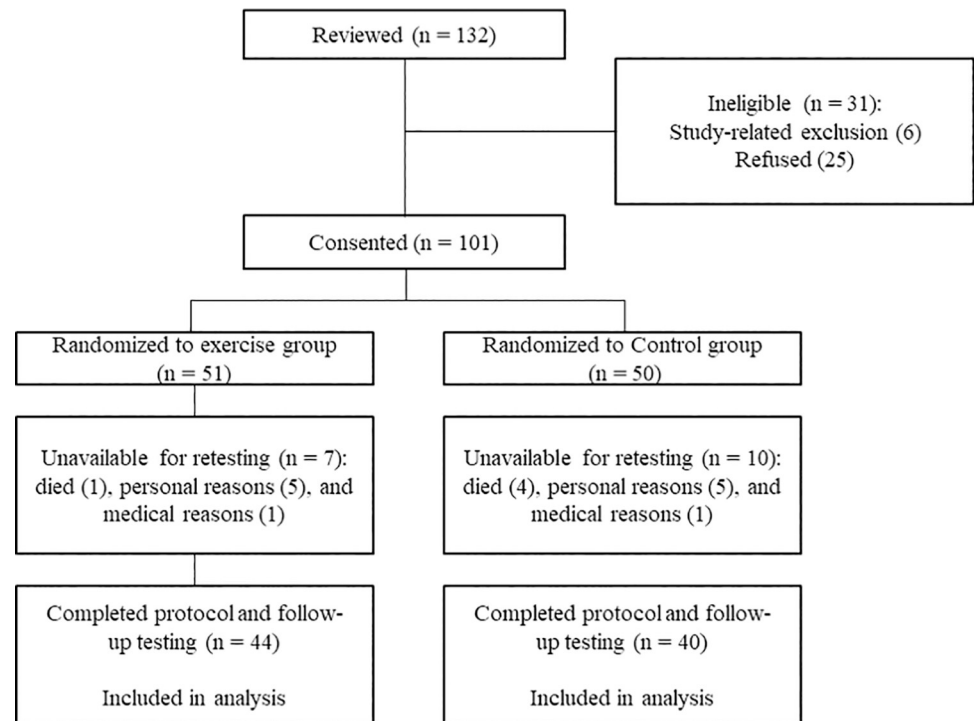 Reviewed (n = 132)
Ineligible (n = 31):
Study-related exclusion (6)
Refused (25)
Consented (n = 101)
Randomized to exercise group
(n = 51)
Randomized to Control group
(n = 50)
Unavailable for retesting (n = 7):
died (1), personal reasons (5), and
medical reasons (1)
Unavailable for retesting (n = 10):
died (4), personal reasons (5), and
medical reasons (1)
Completed protocol and follow-
up testing (n = 44)
Included in analysis
Completed protocol and follow-
up testing (n = 40)
Included in analysis